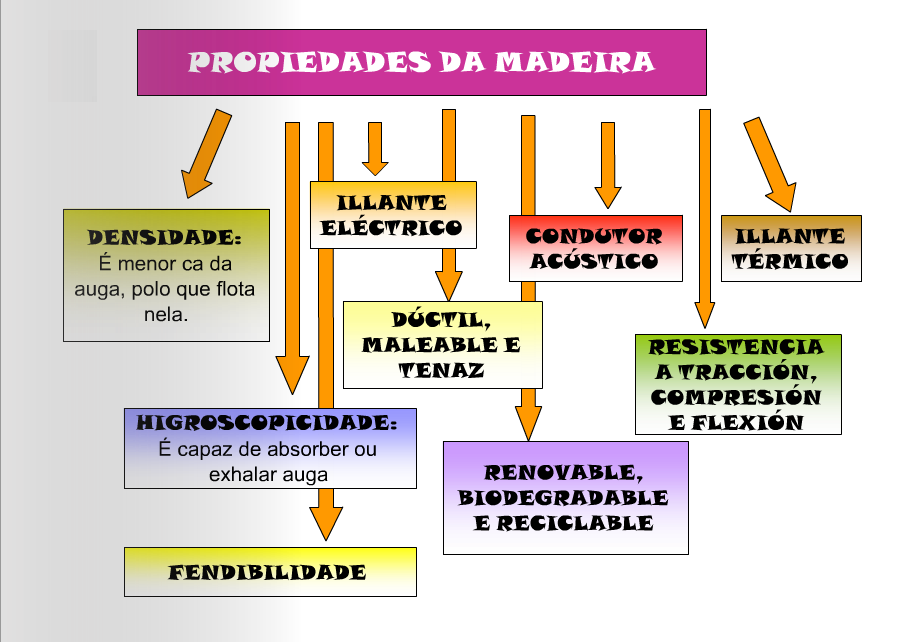 PROPIEDADES DA MADEIRA
DENSIDADE:
É menor ca da
auga, polo que flota
nela.
ILLANTE
ELÉCTRICO
CONDUTOR
ACÚSTICO
ILLANTE
TÉRMICO
DÚCTIL,
MALEABLE E
TENAZ
RESISTENCIA
A TRACCIÓN,
COMPRESIÓN
E FLEXIÓN
HIGROSCOPICIDADE:
É capaz de absorber ou
exhalar auga
RENOVABLE,
BIODEGRADABLE
E RECICLABLE
FENDIBILIDADE